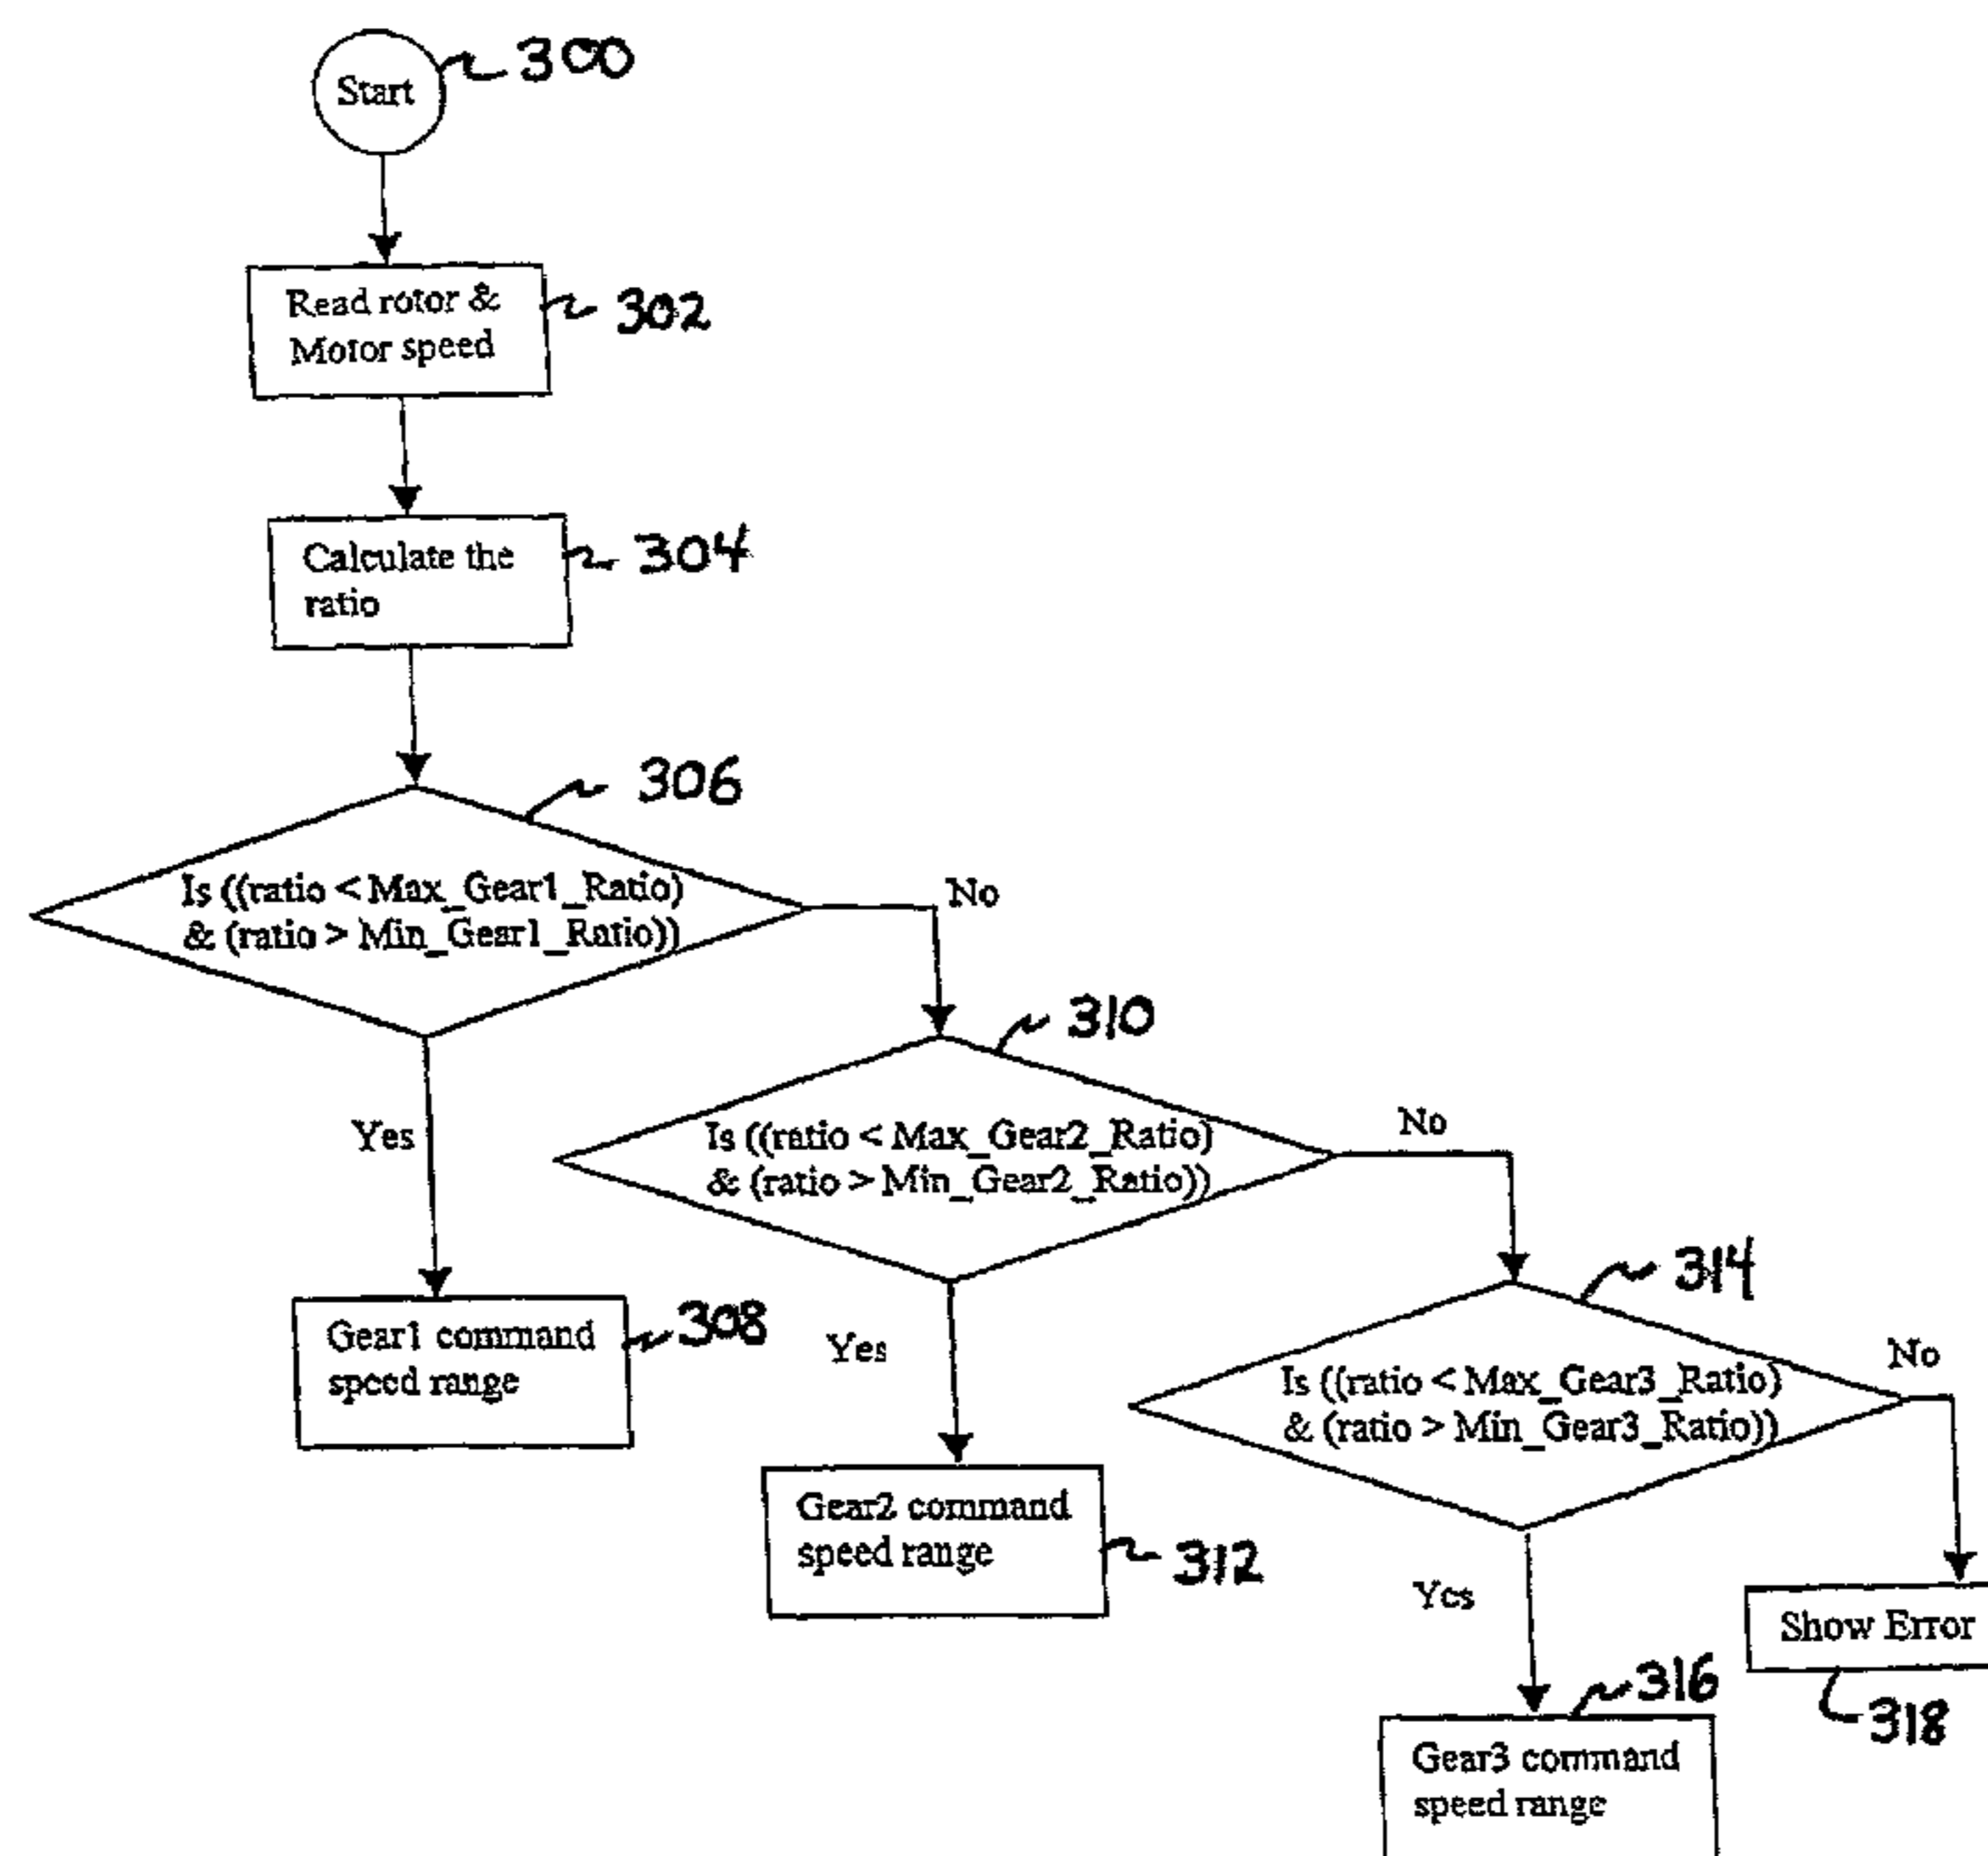 Start
300
Read rotor &
Motor speed
302
Calculate the
ratio
304
306
Is ((ratio < Max_Gear1_Ratio)
& (ratio > Min_Gear1_Ratio))
No
310
Yes
Is ((ratio < Max_Gear2_Ratio)
& (ratio > Min_Gear2_Ratio))
No
314
Gear1 command
speed range
308
Yes
Is ((ratio < Max_Gear3_Ratio)
& (ratio > Min_Gear3_Ratio))
No
Gear2 command
speed range
312
Yes
Show Error
318
316
Gear3 command
speed range